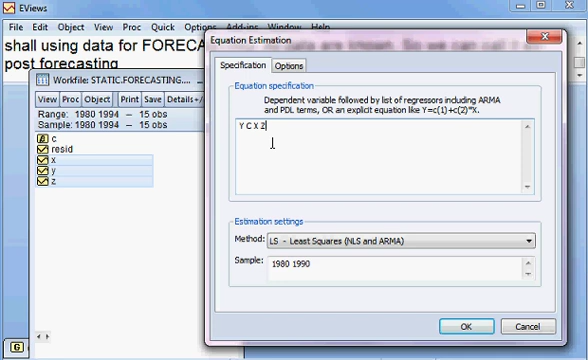 EViews
File Edit Object View Proc Quick Options Add-ins Window Help
shall using data for FORECA
post forecasting
Workfile: STATIC.FORECASTING....
View Proc Object Print Save Details+/
Range: 1980 1994 – 15 obs
Sample: 1980 1994 – 15 obs
c
resid
x
y
z
G
Equation Estimation
Specification Options
Equation specification
Dependent variable followed by list of regressors including ARMA
and PDL terms, OR an explicit equation like Y=c(1)+c(2)*X.
Y C X Z
Estimation settings
Method: LS - Least Squares (NLS and ARMA)
Sample: 1980 1990
OK Cancel